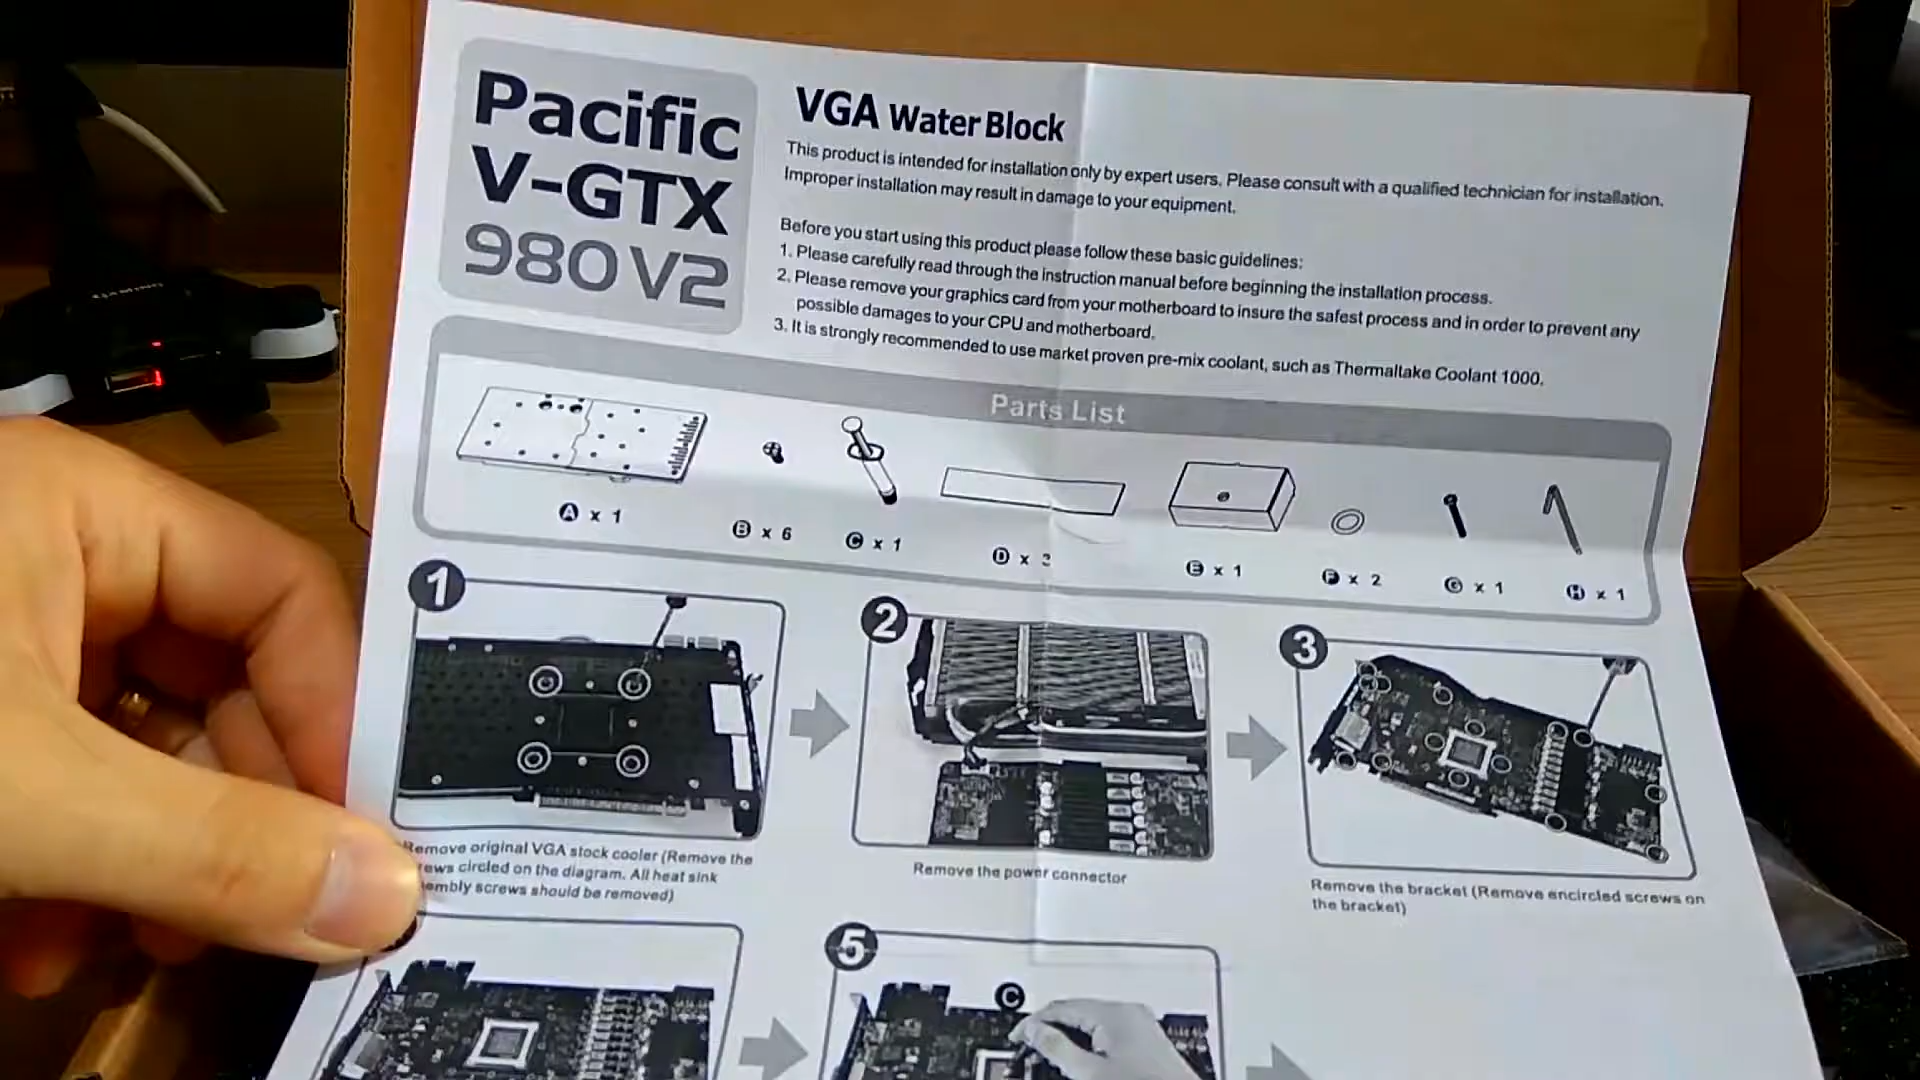 Pacific
V-GTX
980 V2
VGA Water Block
This product is intended for installation only by expert users. Please consult with a qualified technician for installation.
Improper installation may result in damage to your equipment.
Before you start using this product please follow these basic guidelines:
1. Please carefully read through the instruction manual before beginning the installation process.
2. Please remove your graphics card from your motherboard to insure the safest process and in order to prevent any
possible damages to your CPU and motherboard.
3. It is strongly recommended to use market proven pre-mix coolant, such as Thermaltake Coolant 1000.
Parts List
A x 1
B x 6
C x 1
D x
E x 1
F x 2
G x 1
H x 1
1
2
3
Remove original VGA stock cooler (Remove the
circled on the diagram. All heat sink
screws should be removed)
Remove the power connector
Remove the bracket (Remove encircled screws on
the bracket)
5
C